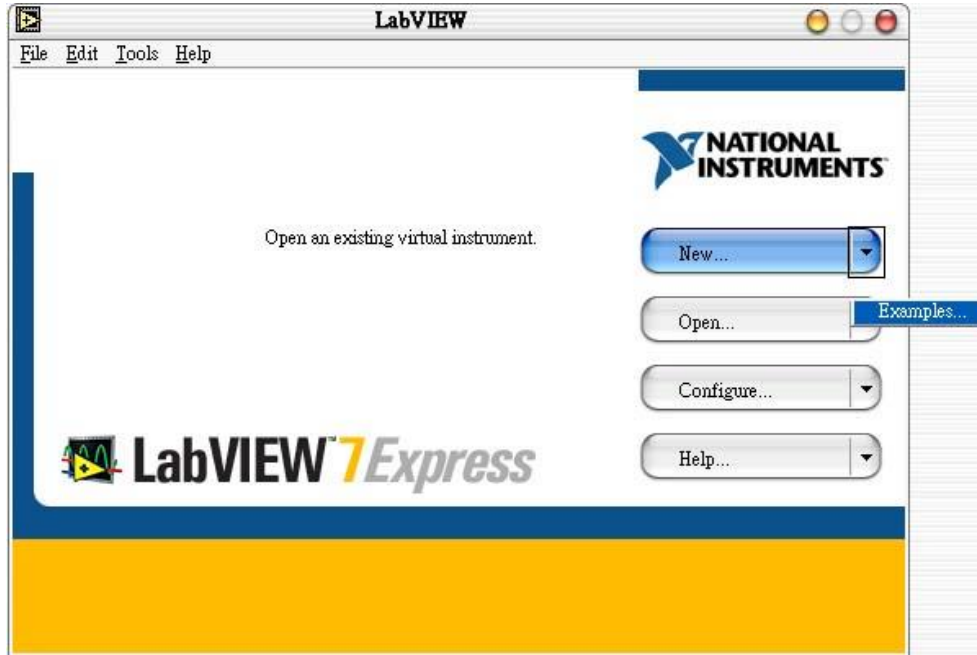 LabVIEW
File Edit Tools Help
NATIONAL
INSTRUMENTS
Open an existing virtual instrument.
New...
Open...
Examples...
Configure...
Help...
LabVIEW™ 7 Express